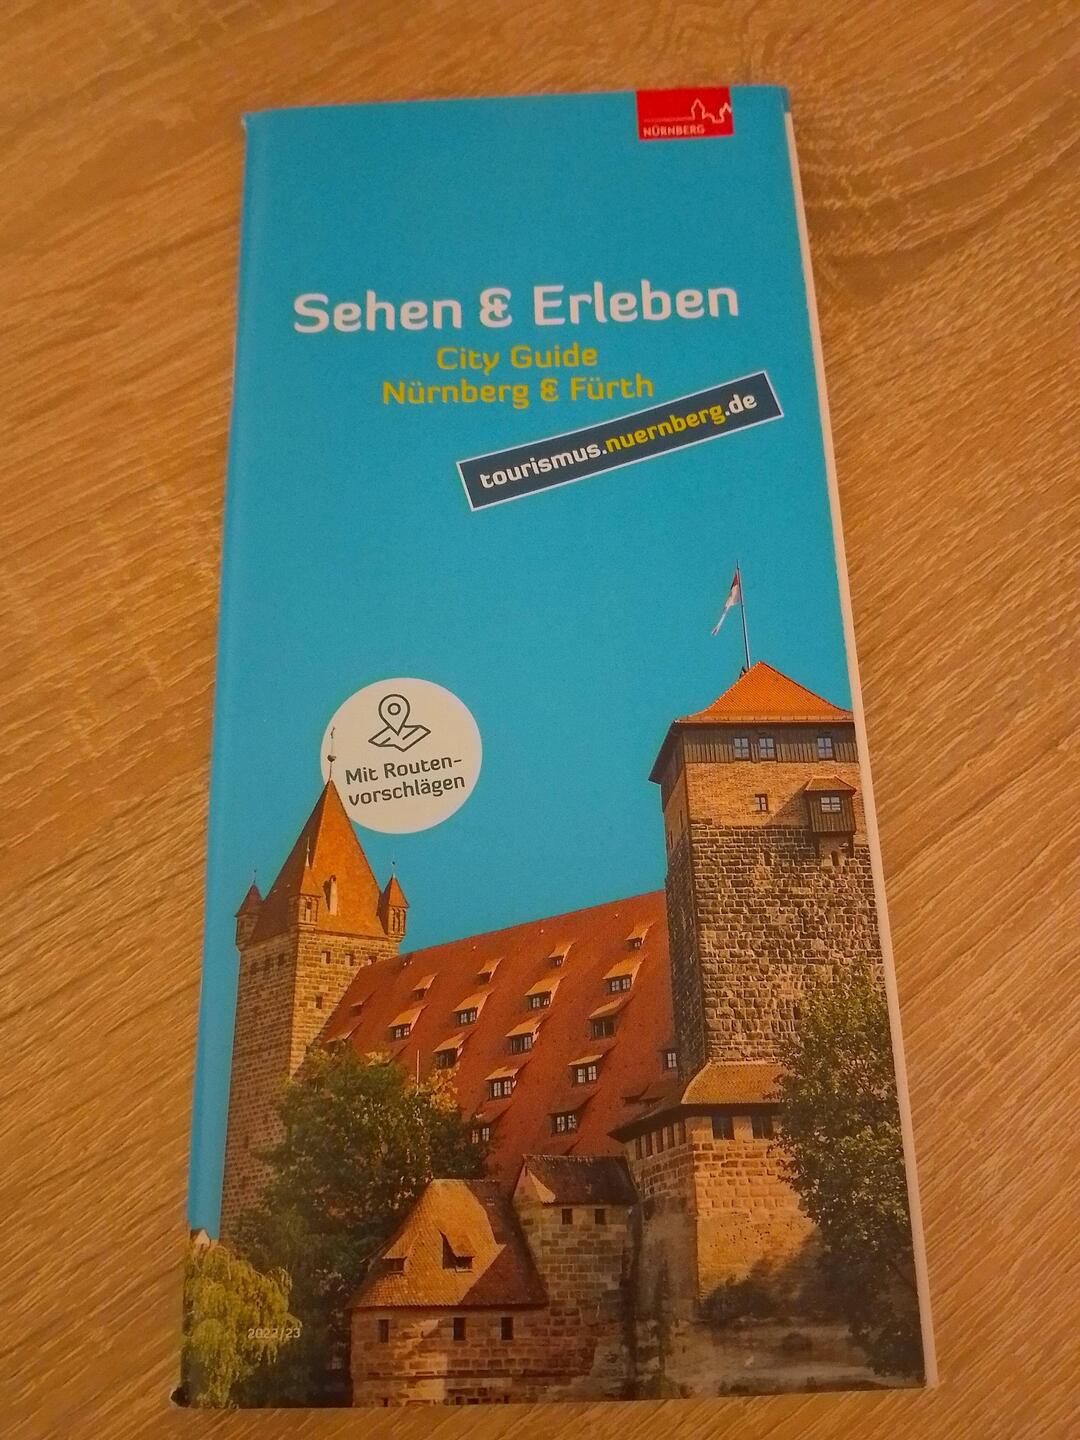 NÜRNBERG
Sehen & Erleben
City Guide
Nürnberg & Fürth
tourismus.nuernberg.de
Mit Routen-
vorschlägen
2022/23